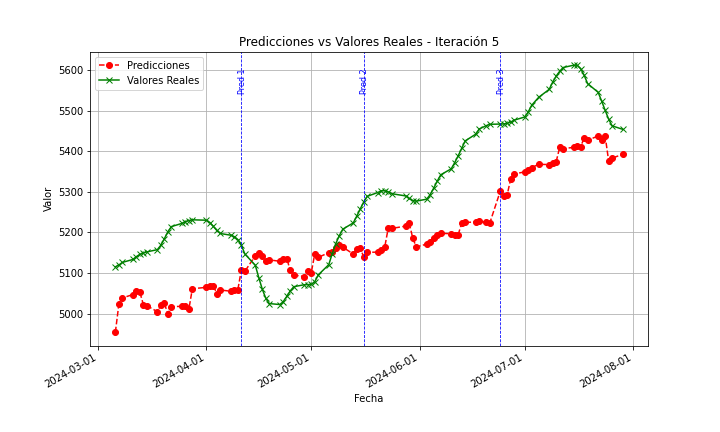 Predicciones vs Valores Reales - Iteración 5
Predicciones
Valores Reales
Pred 1
Pred 2
Pred 3
Valor
5600
5500
5400
5300
5200
5100
5000
2024-03-01
2024-04-01
2024-05-01
2024-06-01
2024-07-01
2024-08-01
Fecha